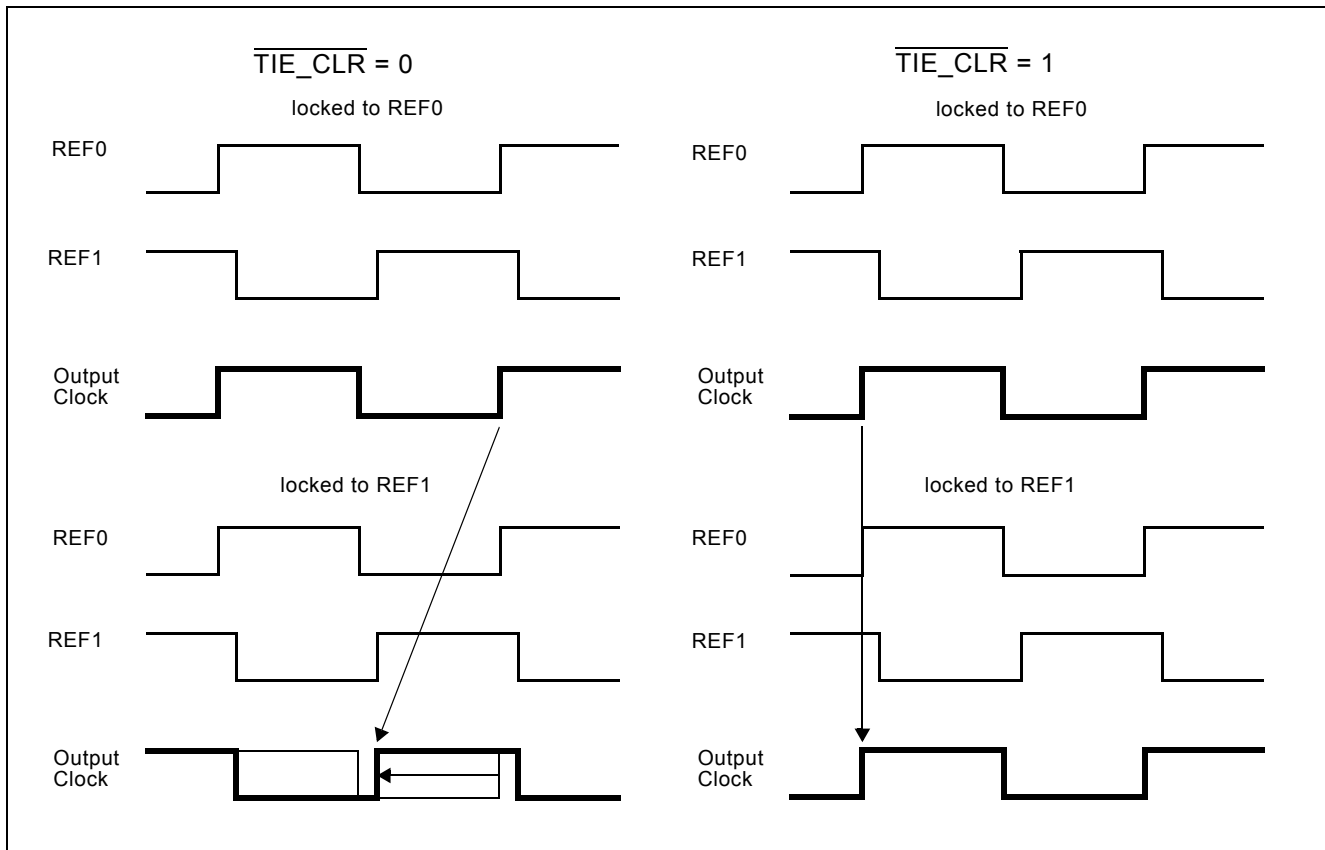 TIE_CLR = 0
locked to REF0
REF0
REF1
Output
Clock
locked to REF1
REF0
REF1
Output
Clock
TIE_CLR = 1
locked to REF0
REF0
REF1
Output
Clock
locked to REF1
REF0
REF1
Output
Clock